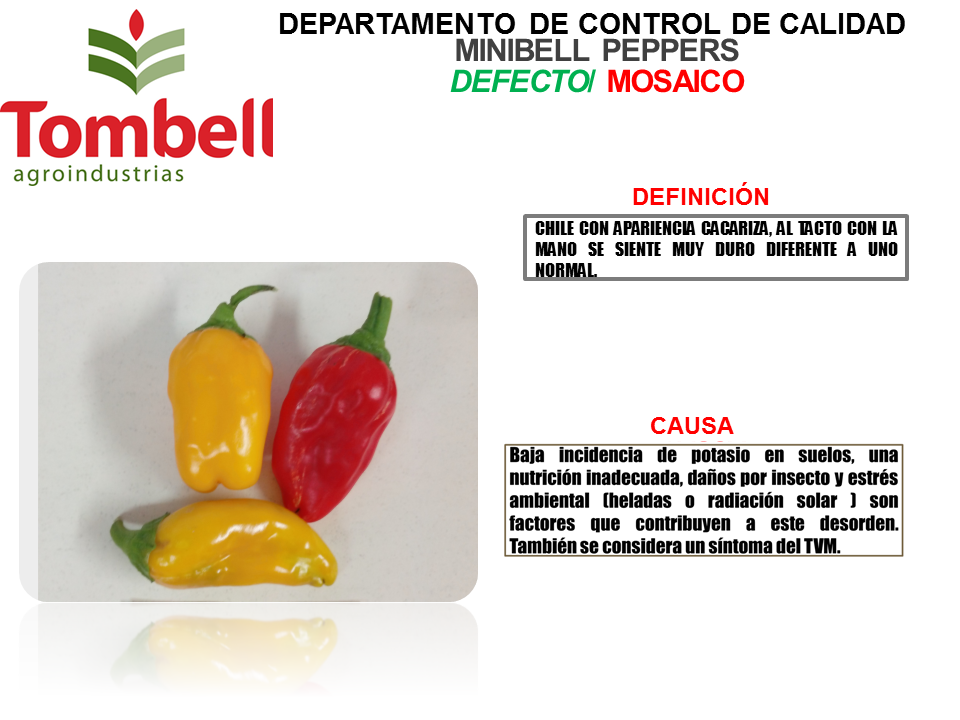 DEPARTAMENTO DE CONTROL DE CALIDAD
MINIBELL PEPPERS
DEFECTO/ MOSAICO
Tombell
agroindustrias
DEFINICIÓN
CHILE CON APARIENCIA CACARIZA, AL TACTO CON LA
MANO SE SIENTE MUY DURO DIFERENTE A UNO
NORMAL.
CAUSA
Baja incidencia de potasio en suelos, una
nutrición inadecuada, daños por insecto y estrés
ambiental (heladas o radiación solar ) son
factores que contribuyen a este desorden.
También se considera un síntoma del TVM.